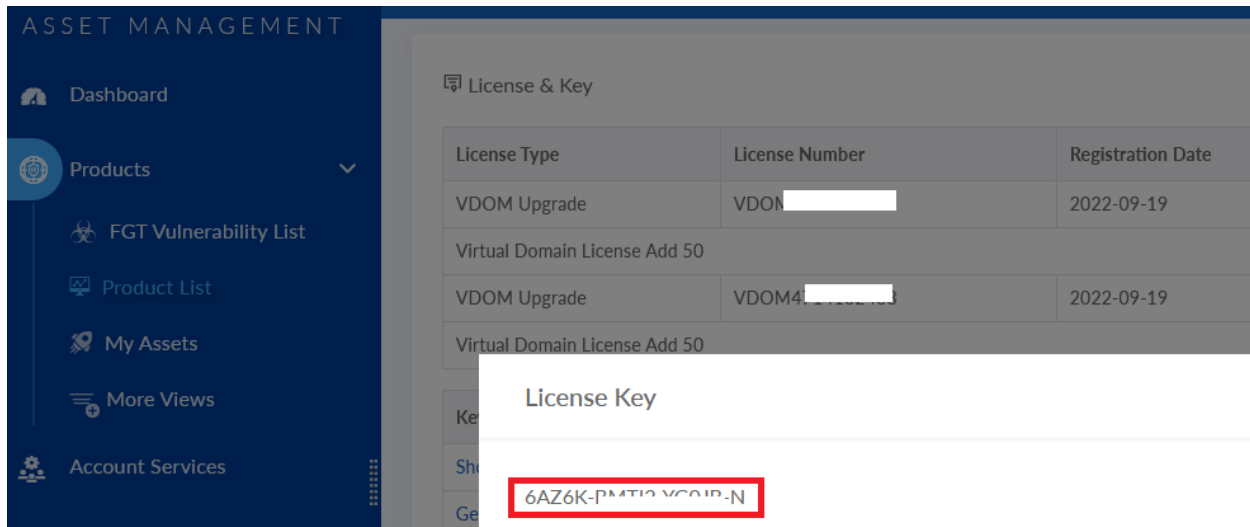 ASSET MANAGEMENT
Dashboard
Products
FGT Vulnerability List
Product List
My Assets
More Views
Account Services
License & Key
License Type License Number Registration Date
VDOM Upgrade 2022-09-19
Virtual Domain License Add 50
VDOM Upgrade 2022-09-19
Virtual Domain License Add 50
License Key